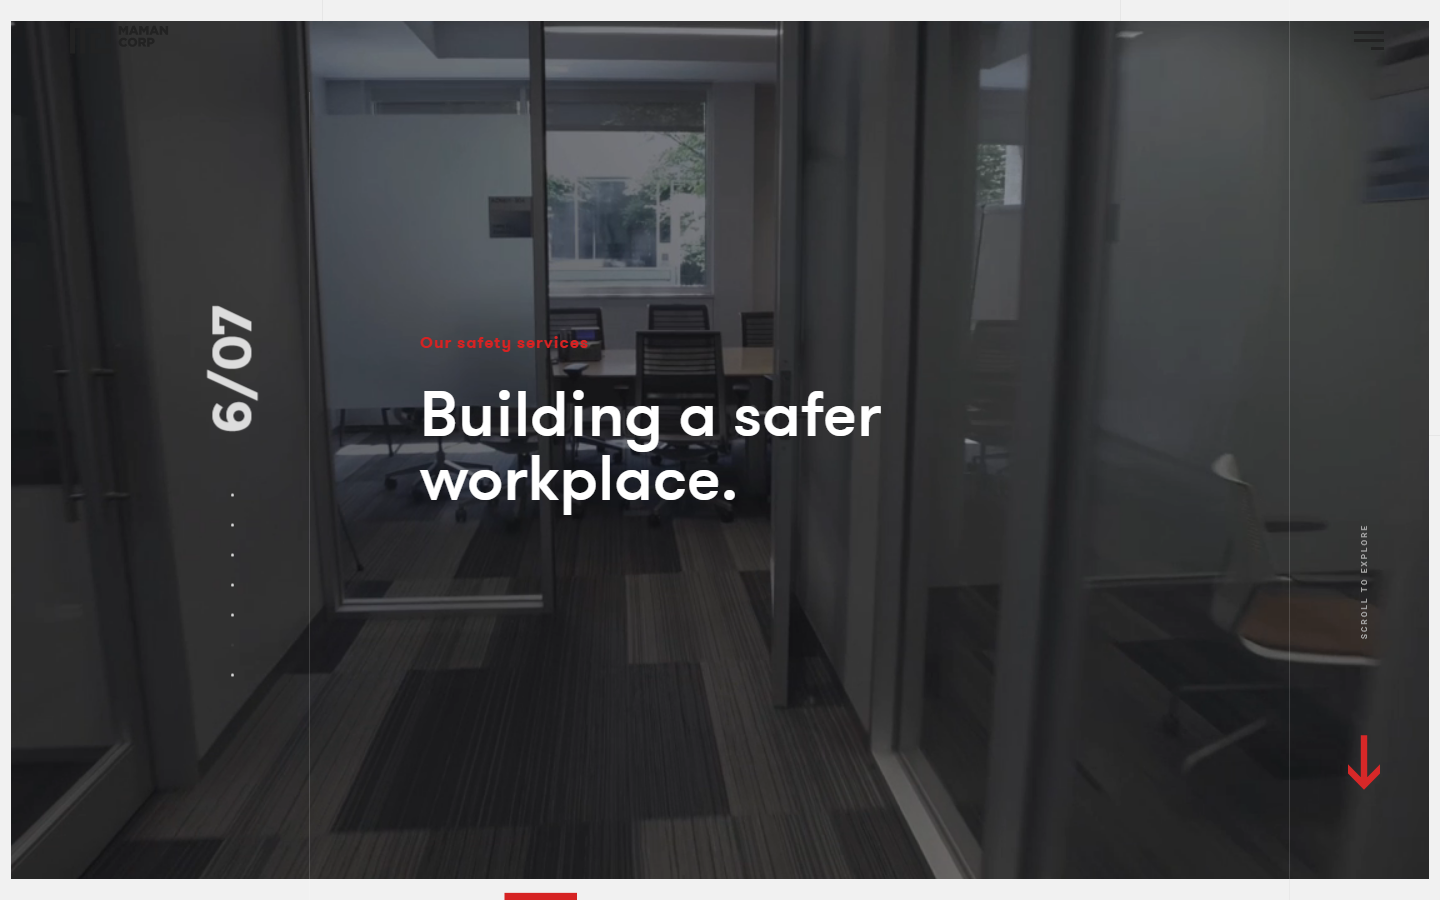 MAMAN
CORP
6/07
Our safety services
Building a safer
workplace.
SCROLL TO EXPLORE